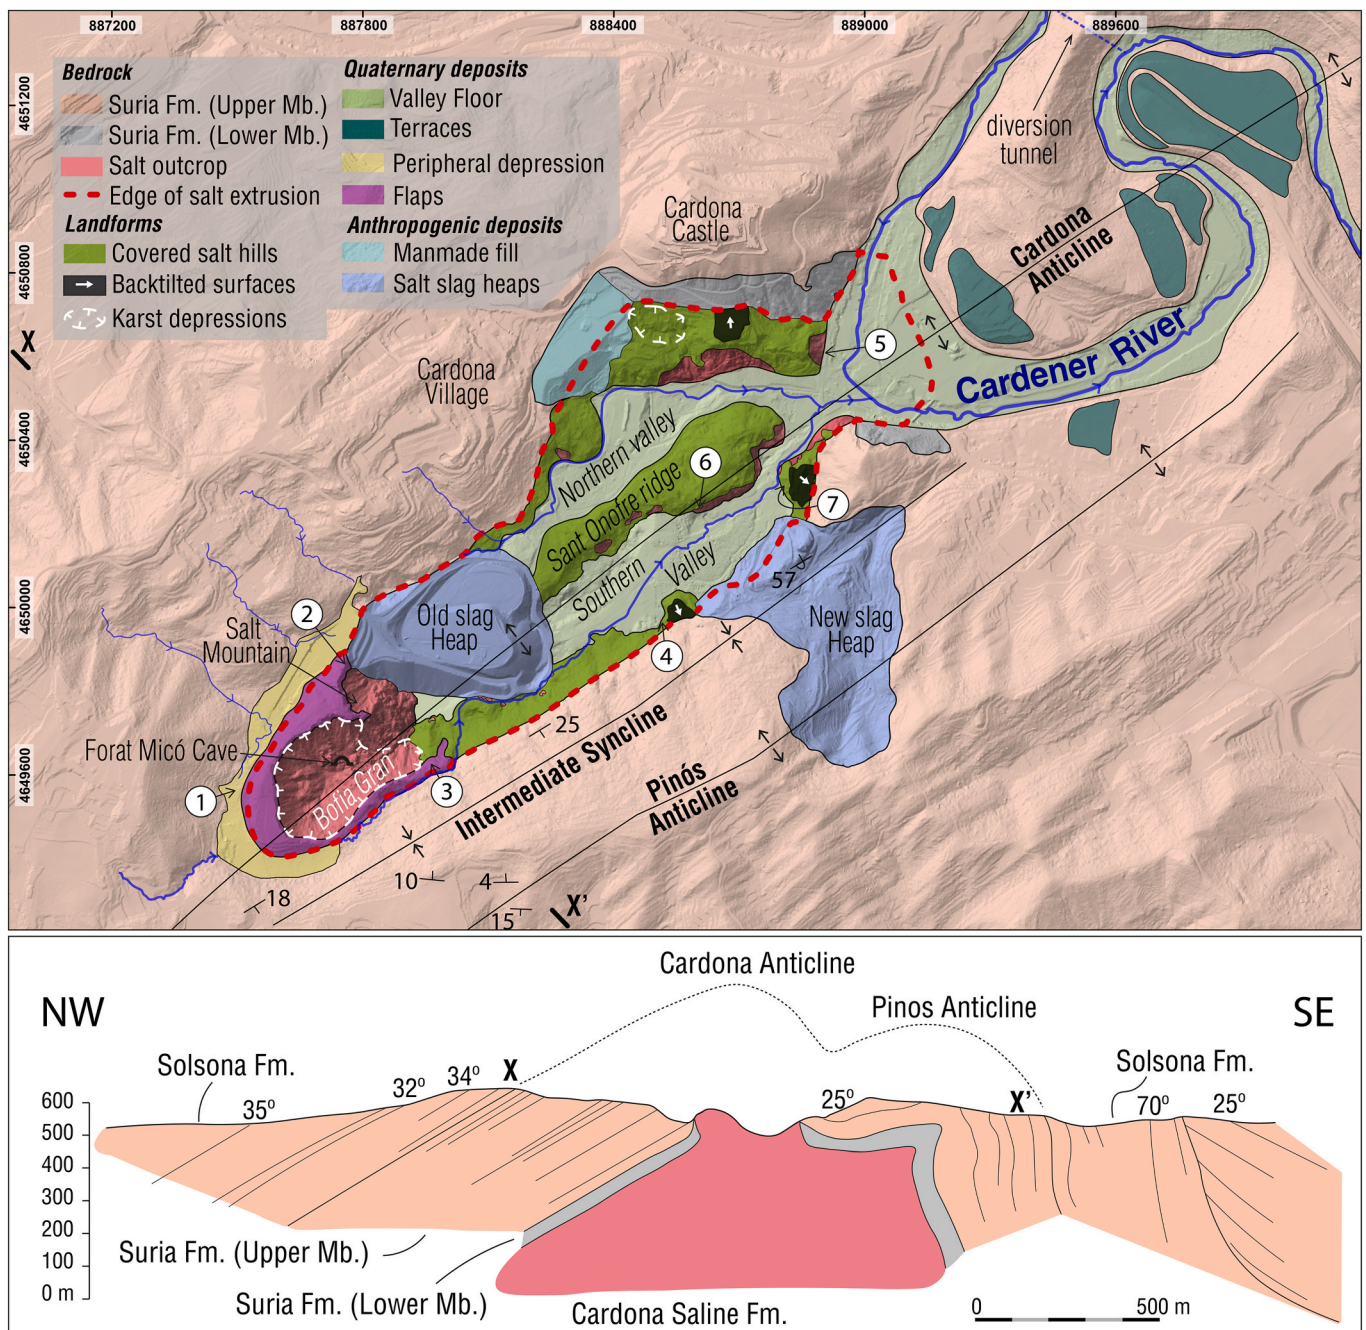 887200
887800
888400
889000
889600
4651200
4650800
4650400
4650000
4649600
Bedrock
Suria Fm. (Upper Mb.)
Suria Fm. (Lower Mb.)
Salt outcrop
Edge of salt extrusion
Landforms
Covered salt hills
Backtilted surfaces
Karst depressions
Quaternary deposits
Valley Floor
Terraces
Peripheral depression
Flaps
Anthropogenic deposits
Manmade fill
Salt slag heaps
diversion
tunnel
Cardona
Castle
Cardona
Anticline
Cardener River
X
Cardona
Village
5
Northern valley
Sant Onofre ridge
6
7
Southern
Valley
57
Old slag
Heap
New slag
Heap
2
Salt
Mountain
4
Forat Micó Cave
25
Intermediate Syncline
Pinós
Anticline
1
Bofia Gran
3
18
10
4
15
X'
Cardona Anticline
NW
Pinos Anticline
SE
Solsona Fm.
X
Solsona Fm.
35º
32º
34º
25º
X'
70º
25º
600
500
400
300
200
100
0 m
Suria Fm. (Upper Mb.)
Suria Fm. (Lower Mb.)
Cardona Saline Fm.
0
500 m